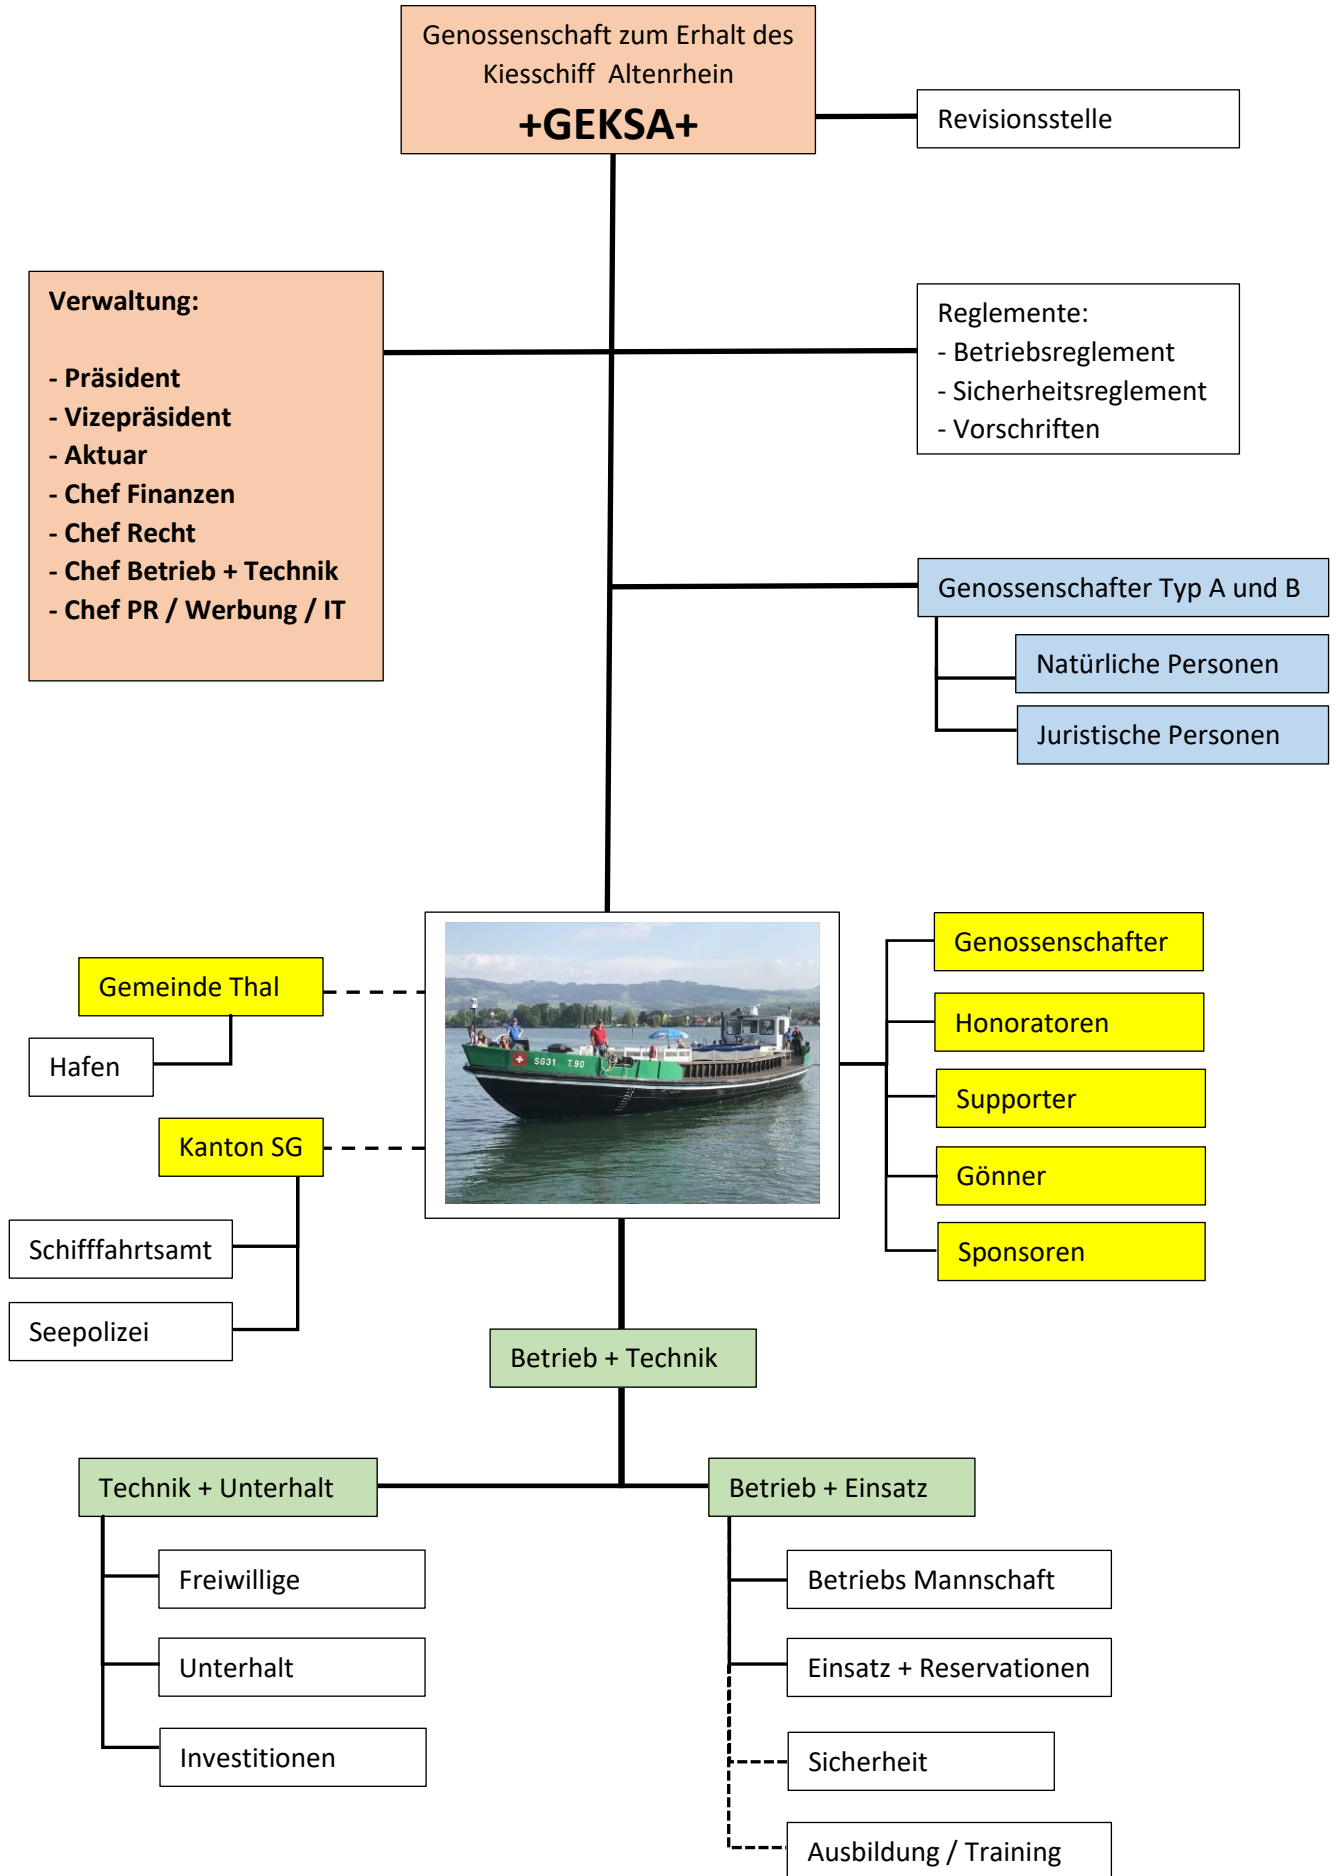 Genossenschaft zum Erhalt des
Kiesschiff Altenrhein
+GEKSA+
Revisionsstelle
Verwaltung:
- Präsident
- Vizepräsident
- Aktuar
- Chef Finanzen
- Chef Recht
- Chef Betrieb + Technik
- Chef PR / Werbung / IT
Reglemente:
- Betriebsreglement
- Sicherheitsreglement
- Vorschriften
Genossenschafter Typ A und B
Natürliche Personen
Juristische Personen
Gemeinde Thal
Hafen
Kanton SG
Schifffahrtsamt
Seepolizei
SG31 T.90
Genossenschafter
Honoratoren
Supporter
Gönner
Sponsoren
Betrieb + Technik
Technik + Unterhalt
Freiwillige
Unterhalt
Investitionen
Betrieb + Einsatz
Betriebs Mannschaft
Einsatz + Reservationen
Sicherheit
Ausbildung / Training